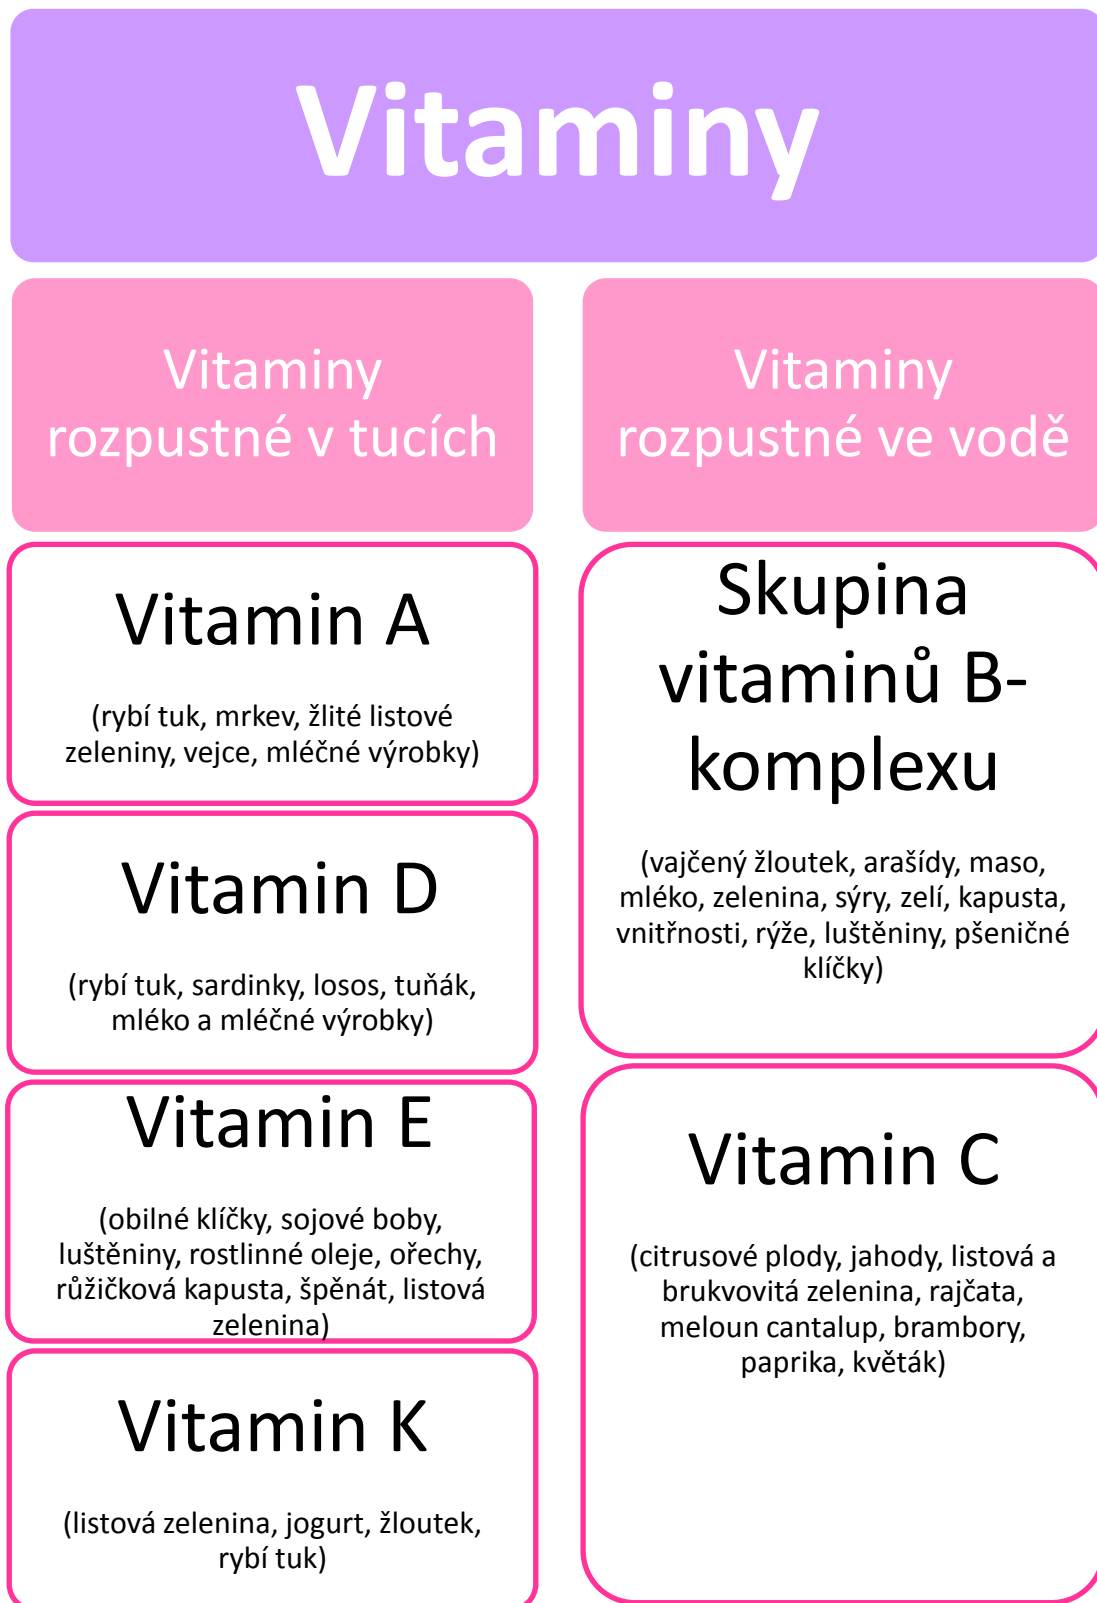 Vitaminy
Vitaminy
rozpustné v tucích
Vitamin A
(rybí tuk, mrkev, žlité listové
zeleniny, vejce, mléčné výrobky)
Vitamin D
(rybí tuk, sardinky, losos, tuňák,
mléko a mléčné výrobky)
Vitamin E
(obilné klíčky, sojové boby,
luštěniny, rostlinné oleje, ořechy,
růžičková kapusta, špěnát, listová
zelenina)
Vitamin K
(listová zelenina, jogurt, žloutek,
rybí tuk)
Vitaminy
rozpustné ve vodě
Skupina
vitaminů B-
komplexu
(vajčený žloutek, arašídy, maso,
mléko, zelenina, sýry, zelí, kapusta,
vnitřnosti, rýže, luštěniny, pšeničné
klíčky)
Vitamin C
(citrusové plody, jahody, listová a
brukvovitá zelenina, rajčata,
meloun cantalup, brambory,
paprika, květák)